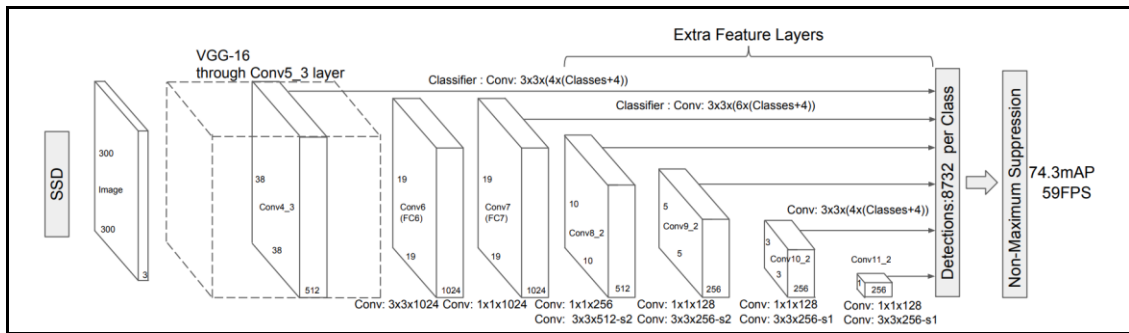 Extra Feature Layers
VGG-16
through Conv5_3 layer
Classifier : Conv: 3x3x(4x(Classes+4))
Classifier : Conv: 3x3x(6x(Classes+4))
SSD
300
Image
300
3
38
Conv4_3
38
512
19
Conv6
(FC6)
19
1024
19
Conv7
(FC7)
19
1024
10
Conv8_2
10
512
5
Conv9_2
5
256
Conv: 3x3x(4x(Classes+4))
3
Conv10_2
3
256
Conv11_2
1
256
Conv: 3x3x1024
Conv: 1x1x1024
Conv: 1x1x256
Conv: 3x3x512-s2
Conv: 1x1x128
Conv: 3x3x256-s2
Conv: 1x1x128
Conv: 3x3x256-s1
Conv: 1x1x128
Conv: 3x3x256-s1
Detections:8732 per Class
Non-Maximum Suppression
74.3mAP
59FPS